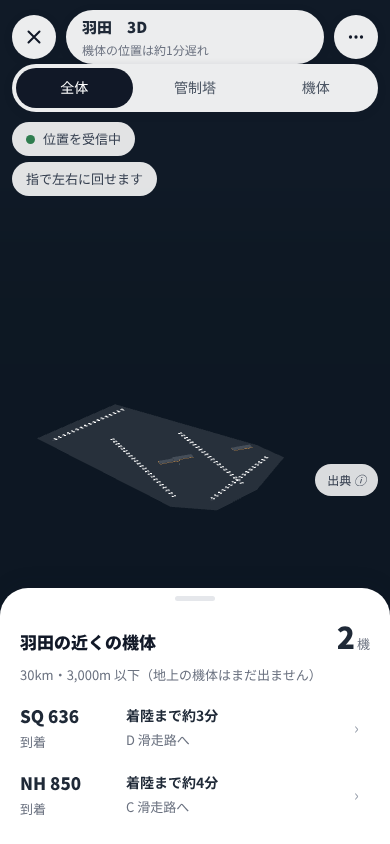 羽田 3D
機体の位置は約1分遅れ
全体
管制塔
機体
位置を受信中
指で左右に回せます
出典 ⓘ
羽田の近くの機体
2機
30km・3,000m 以下（地上の機体はまだ出ません）
SQ 636
着陸まで約3分
到着
D 滑走路へ
NH 850
着陸まで約4分
到着
C 滑走路へ